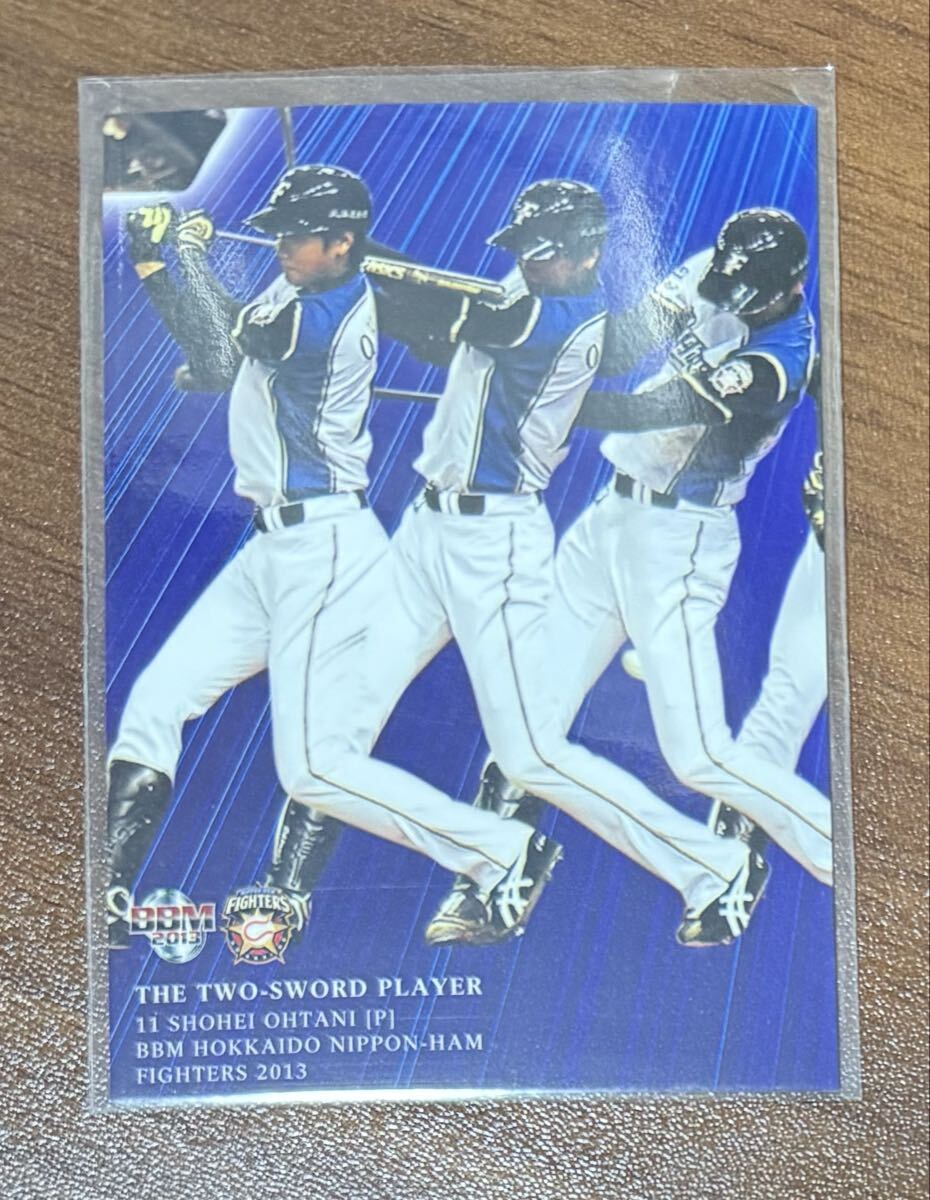 BBM
2013
FIGHTERS
THE TWO-SWORD PLAYER
11 SHOHEI OHTANI [P]
BBM HOKKAIDO NIPPON-HAM
FIGHTERS 2013